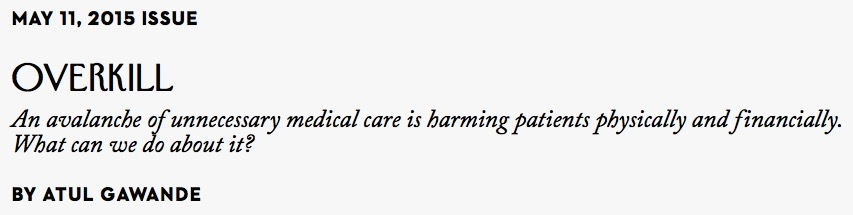 MAY 11, 2015 ISSUE
OVERKILL
An avalanche of unnecessary medical care is harming patients physically and financially.
What can we do about it?
BY ATUL GAWANDE